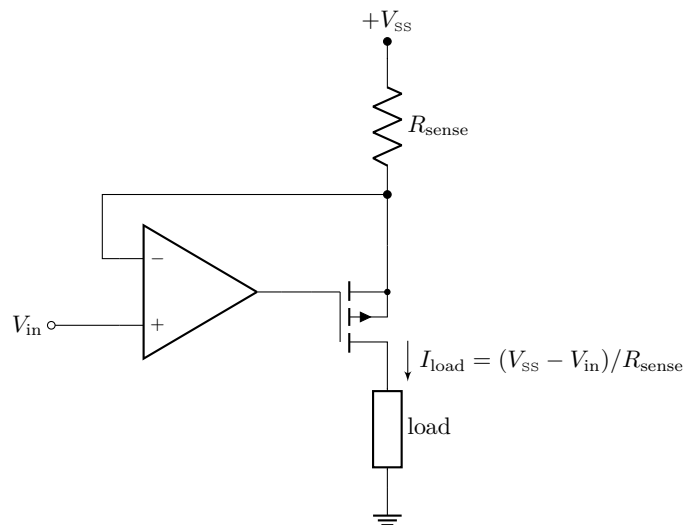 +V_SS
R_sense
−
V_in
+
I_load = (V_SS − V_in)/R_sense
load